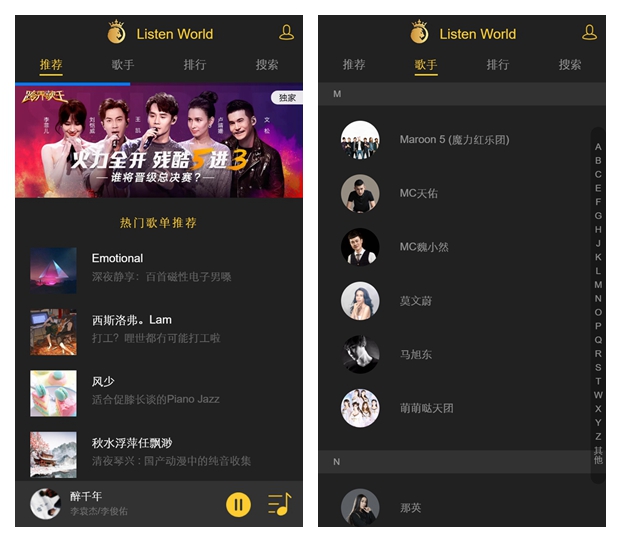 Listen World
推荐
歌手
排行
搜索
跨界歌王
独家
李菲儿
刘恺威
王凯
卢靖姗
文松
火力全开 残酷5进3
—谁将晋级总决赛?—
热门歌单推荐
Emotional
深夜静享：百首磁性电子男嗓
西斯洛弗。Lam
打工？哩世都冇可能打工啦
风少
适合促膝长谈的Piano Jazz
秋水浮萍任飘渺
清夜琴兴：国产动漫中的纯音收集
醉千年
李袁杰/李俊佑
Listen World
推荐
歌手
排行
搜索
M
Maroon 5 (魔力红乐团)
MC天佑
MC魏小然
莫文蔚
马旭东
萌萌哒天团
N
那英
A
B
C
E
F
G
H
J
K
L
M
N
O
P
Q
R
S
T
W
X
Y
Z
其他